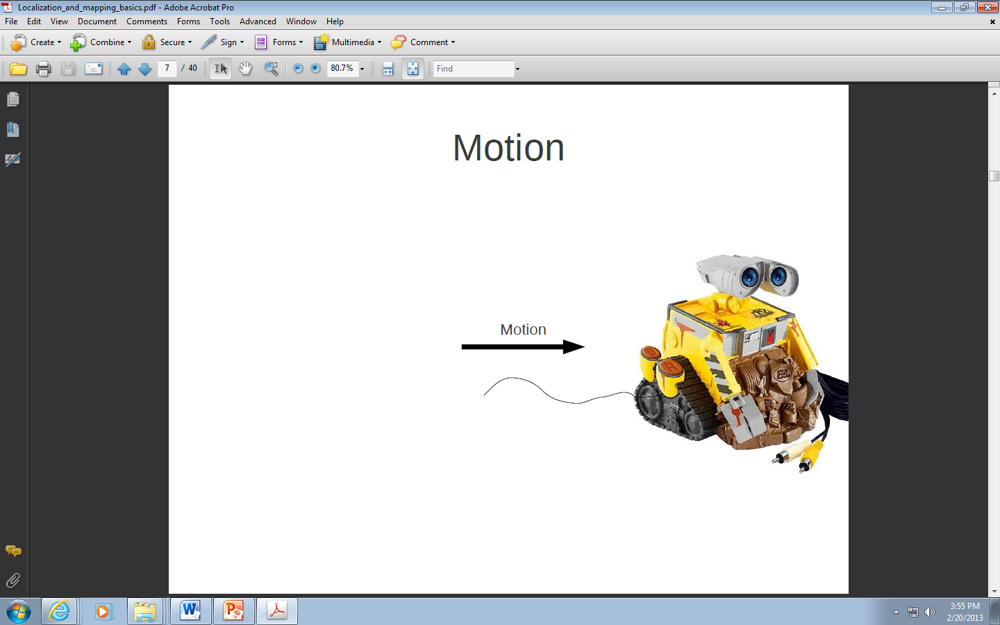 Localization_and_mapping_basics.pdf - Adobe Acrobat Pro
File Edit View Document Comments Forms Tools Advanced Window Help
Create Combine Secure Sign Forms Multimedia Comment
7 / 40 80.7% Find
Motion
Motion
3:55 PM
2/20/2013